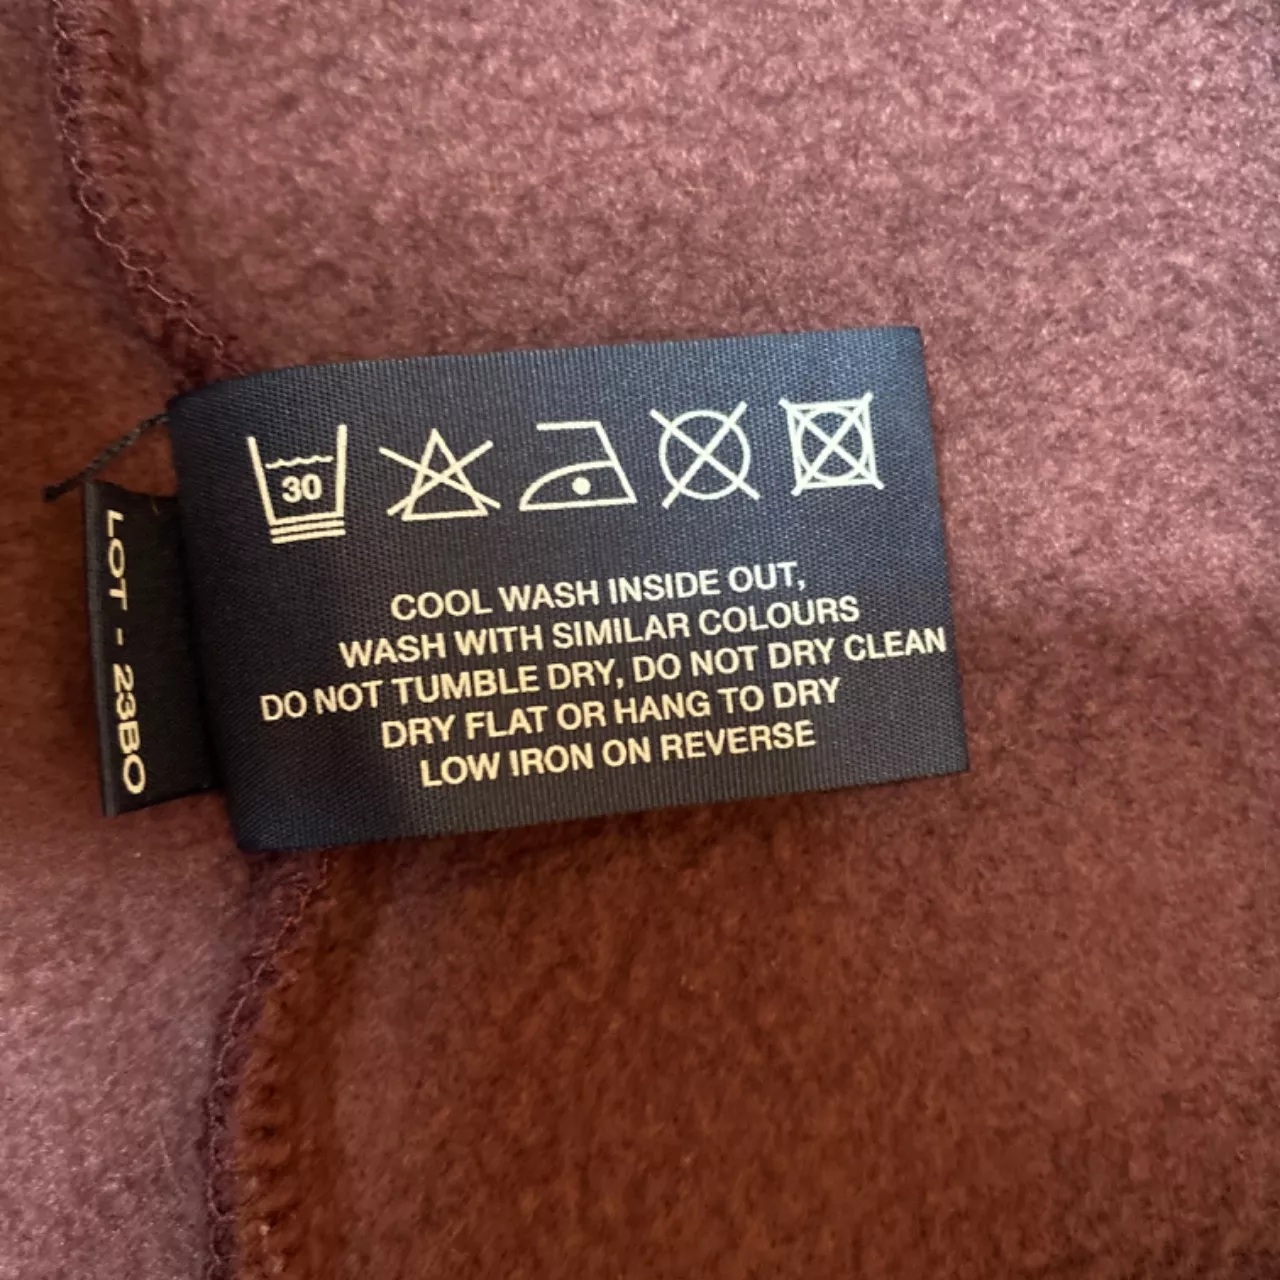 30
COOL WASH INSIDE OUT,
WASH WITH SIMILAR COLOURS
DO NOT TUMBLE DRY, DO NOT DRY CLEAN
DRY FLAT OR HANG TO DRY
LOW IRON ON REVERSE
LOT - 23BO